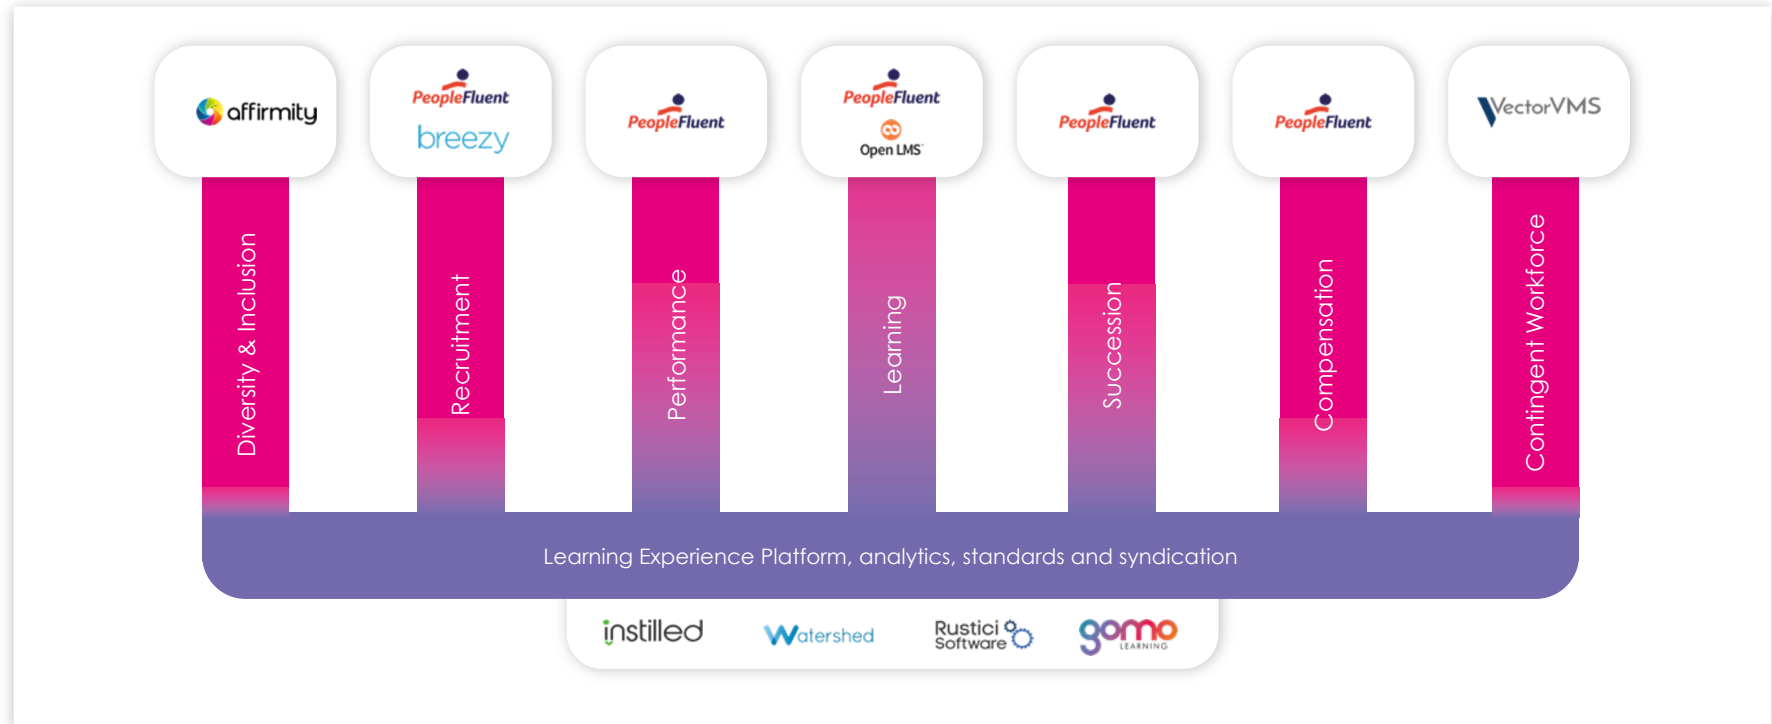 affirmity
PeopleFluent
breezy
PeopleFluent
PeopleFluent
Open LMS
PeopleFluent
PeopleFluent
VectorVMS
Diversity & Inclusion
Recruitment
Performance
Learning
Succession
Compensation
Contingent Workforce
Learning Experience Platform, analytics, standards and syndication
instilled
Watershed
Rustici
Software
gomo
LEARNING